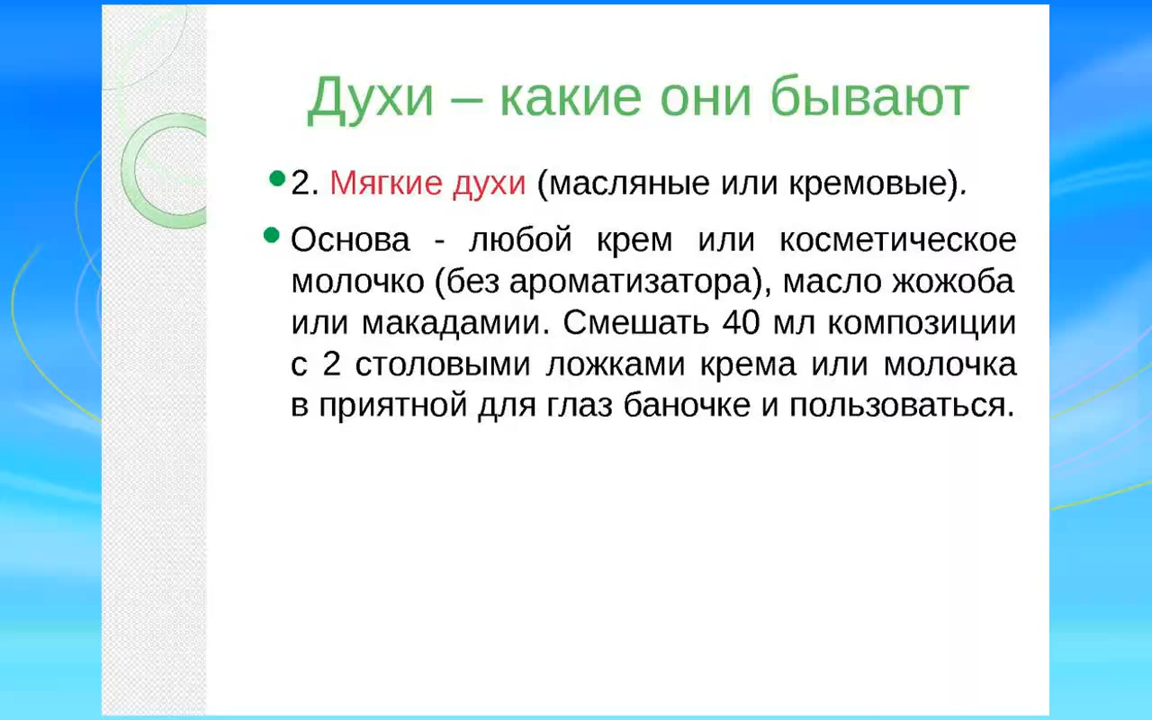 Духи – какие они бывают
2. Мягкие духи (масляные или кремовые).
Основа - любой крем или косметическое
молочко (без ароматизатора), масло жожоба
или макадамии. Смешать 40 мл композиции
с 2 столовыми ложками крема или молочка
в приятной для глаз баночке и пользоваться.